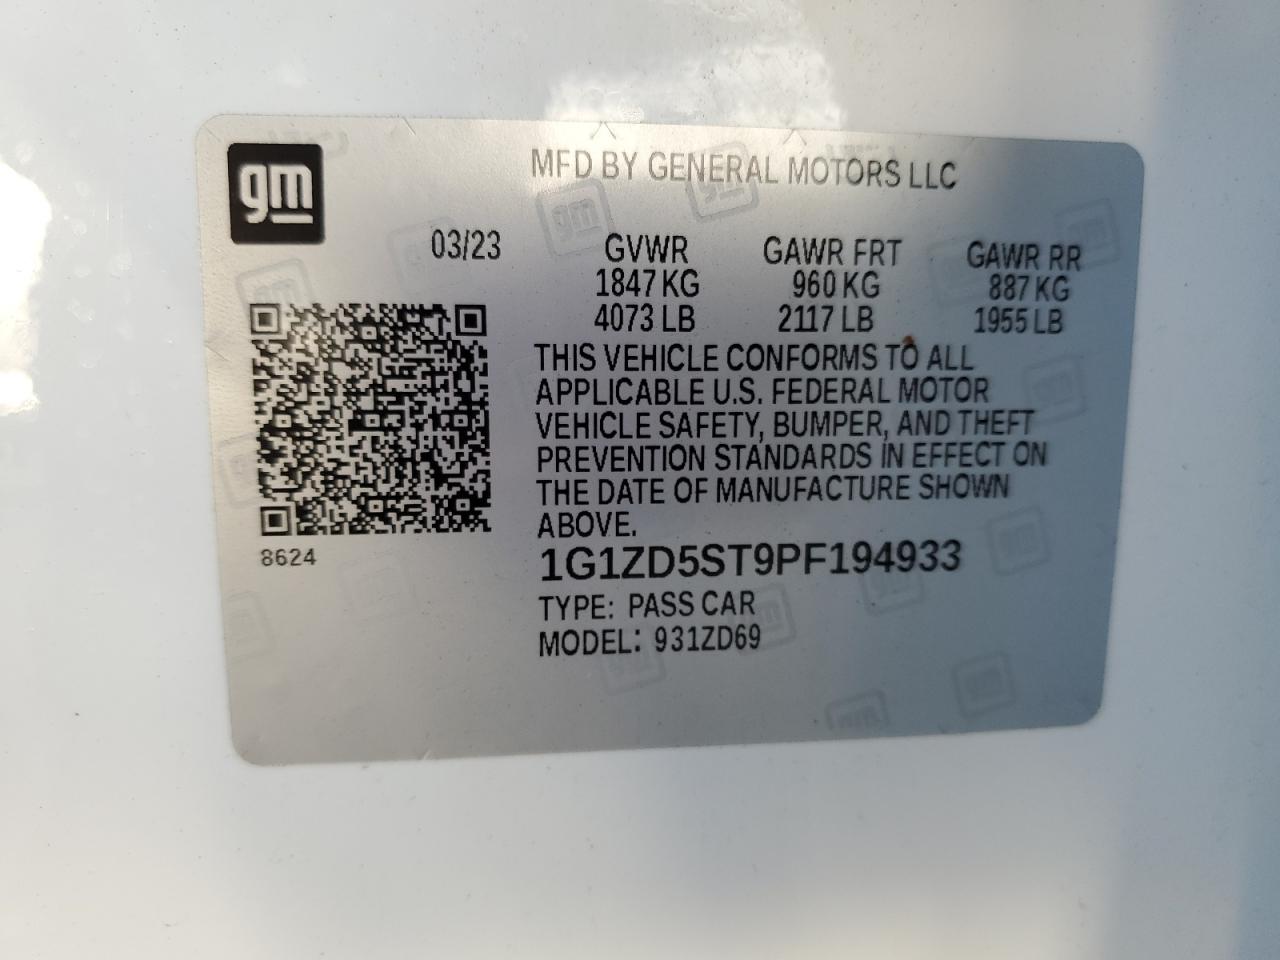 gm
MFD BY GENERAL MOTORS LLC
03/23 GVWR GAWR FRT GAWR RR
1847 KG 960 KG 887 KG
4073 LB 2117 LB 1955 LB
THIS VEHICLE CONFORMS TO ALL
APPLICABLE U.S. FEDERAL MOTOR
VEHICLE SAFETY, BUMPER, AND THEFT
PREVENTION STANDARDS IN EFFECT ON
THE DATE OF MANUFACTURE SHOWN
ABOVE.
8624
1G1ZD5ST9PF194933
TYPE: PASS CAR
MODEL: 931ZD69